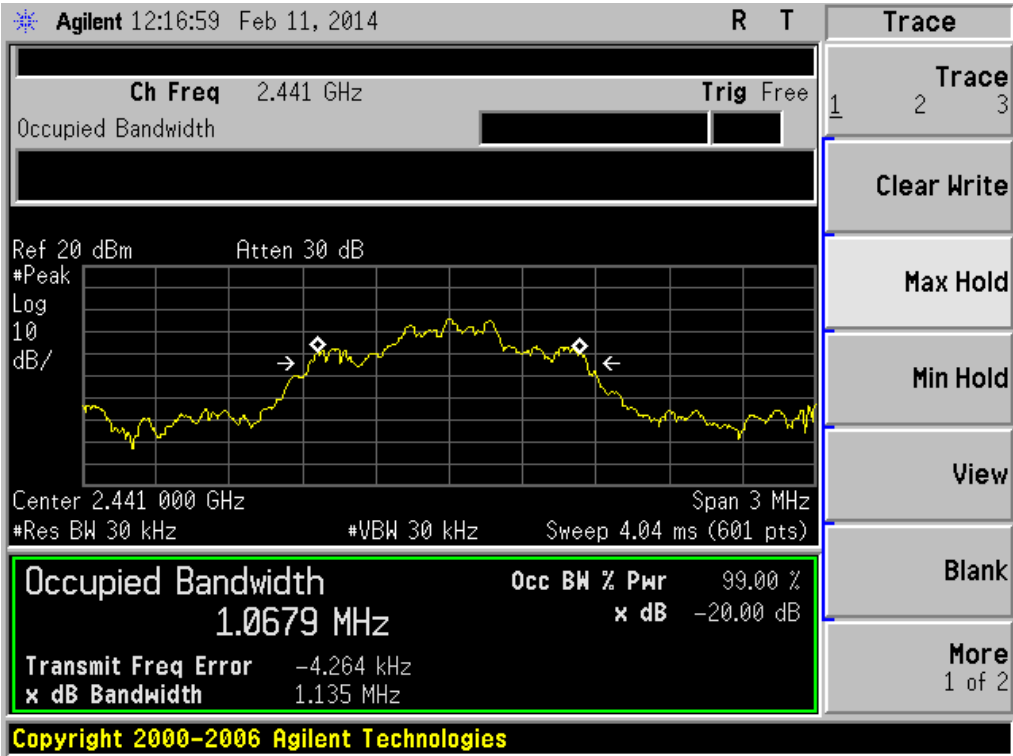 Agilent 12:16:59 Feb 11, 2014 R T
Trace
Ch Freq 2.441 GHz Trig Free
Occupied Bandwidth
Trace
1 2 3
Clear Write
Ref 20 dBm Atten 30 dB
#Peak
Log
10
dB/
Max Hold
Min Hold
View
Center 2.441 000 GHz Span 3 MHz
#Res BW 30 kHz #VBW 30 kHz Sweep 4.04 ms (601 pts)
Blank
Occupied Bandwidth Occ BW % Pwr 99.00 %
1.0679 MHz x dB -20.00 dB
Transmit Freq Error -4.264 kHz
x dB Bandwidth 1.135 MHz
More
1 of 2
Copyright 2000-2006 Agilent Technologies